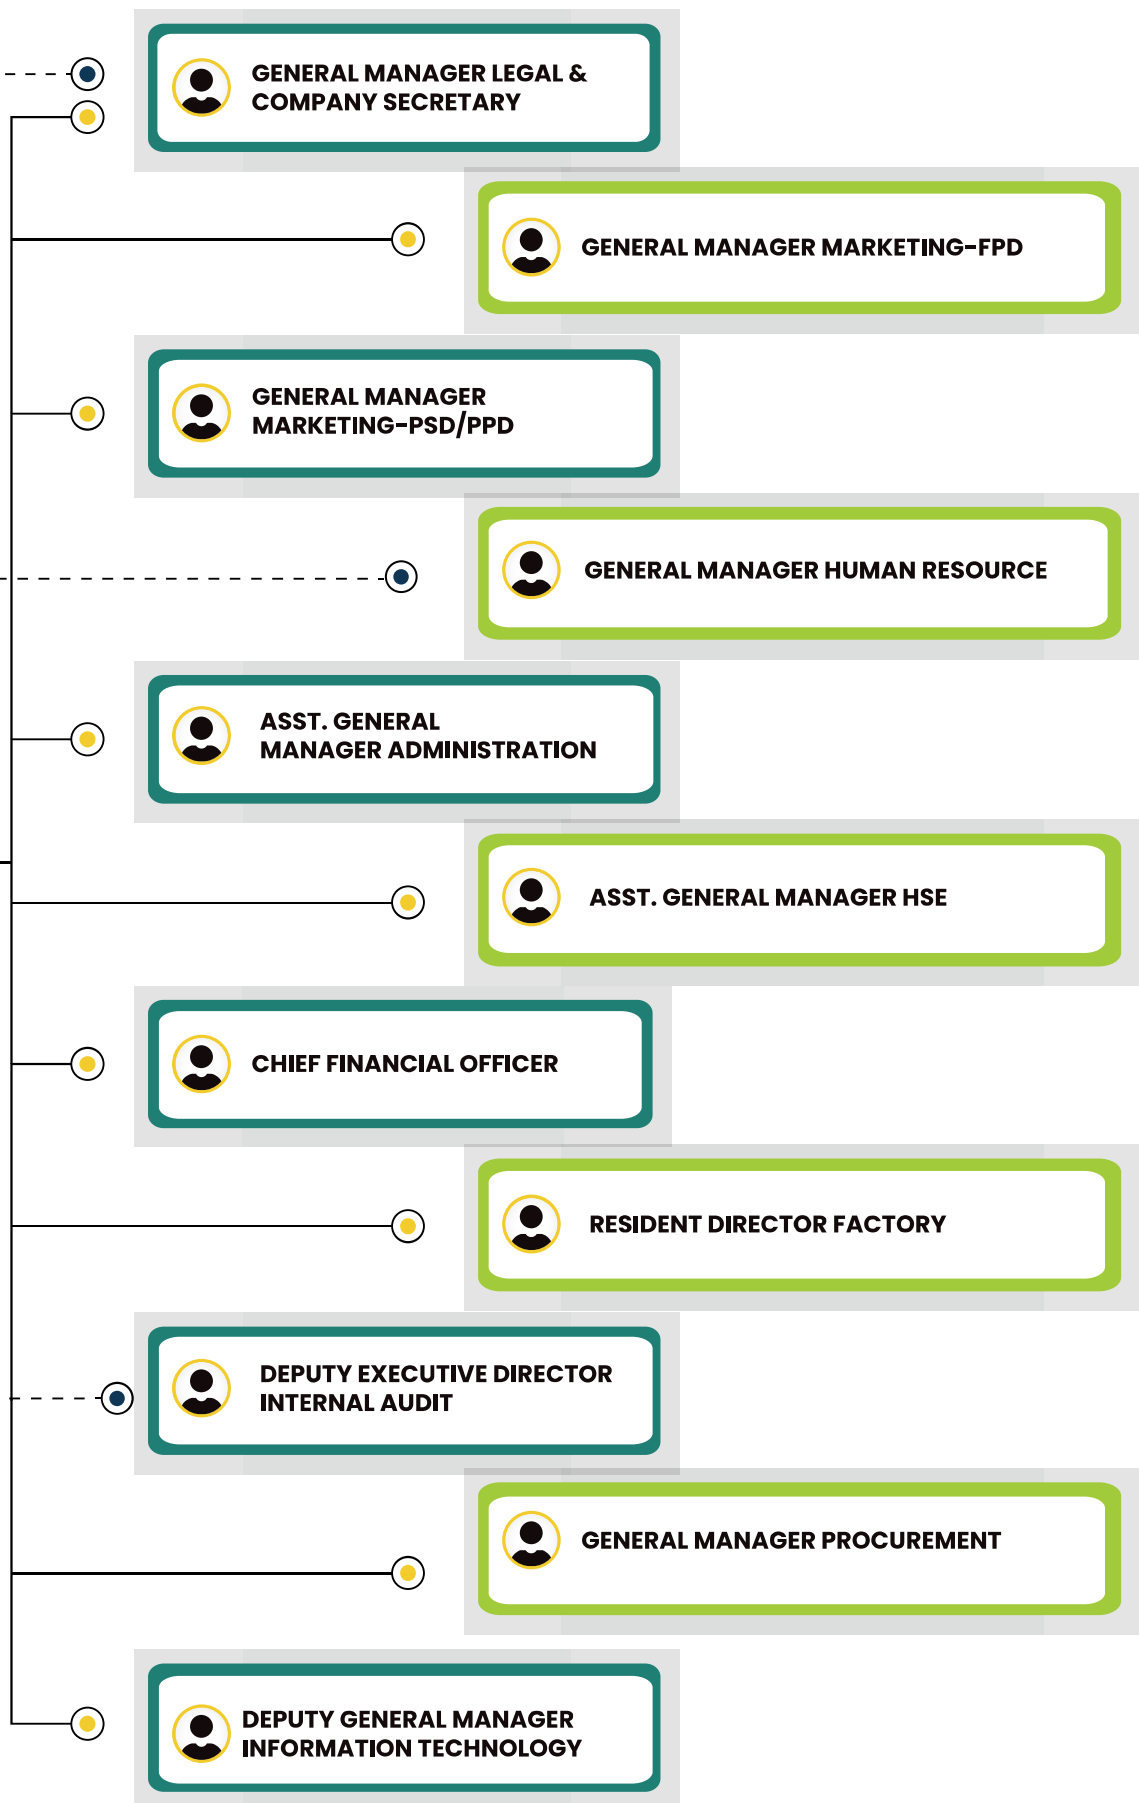 GENERAL MANAGER LEGAL &
COMPANY SECRETARY
GENERAL MANAGER MARKETING-FPD
GENERAL MANAGER
MARKETING-PSD/PPD
GENERAL MANAGER HUMAN RESOURCE
ASST. GENERAL
MANAGER ADMINISTRATION
ASST. GENERAL MANAGER HSE
CHIEF FINANCIAL OFFICER
RESIDENT DIRECTOR FACTORY
DEPUTY EXECUTIVE DIRECTOR
INTERNAL AUDIT
GENERAL MANAGER PROCUREMENT
DEPUTY GENERAL MANAGER
INFORMATION TECHNOLOGY